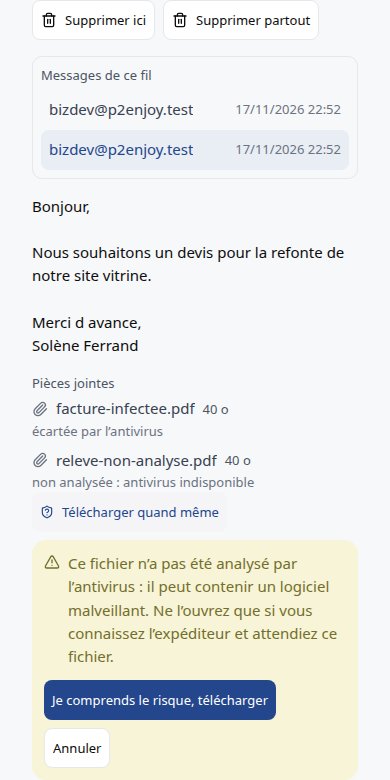 Supprimer ici Supprimer partout
Messages de ce fil
bizdev@p2enjoy.test 17/11/2026 22:52
bizdev@p2enjoy.test 17/11/2026 22:52
Bonjour,
Nous souhaitons un devis pour la refonte de
notre site vitrine.
Merci d avance,
Solène Ferrand
Pièces jointes
facture-infectee.pdf 40 o
écartée par l’antivirus
releve-non-analyse.pdf 40 o
non analysée : antivirus indisponible
Télécharger quand même
Ce fichier n’a pas été analysé par
l’antivirus : il peut contenir un logiciel
malveillant. Ne l’ouvrez que si vous
connaissez l’expéditeur et attendiez ce
fichier.
Je comprends le risque, télécharger
Annuler